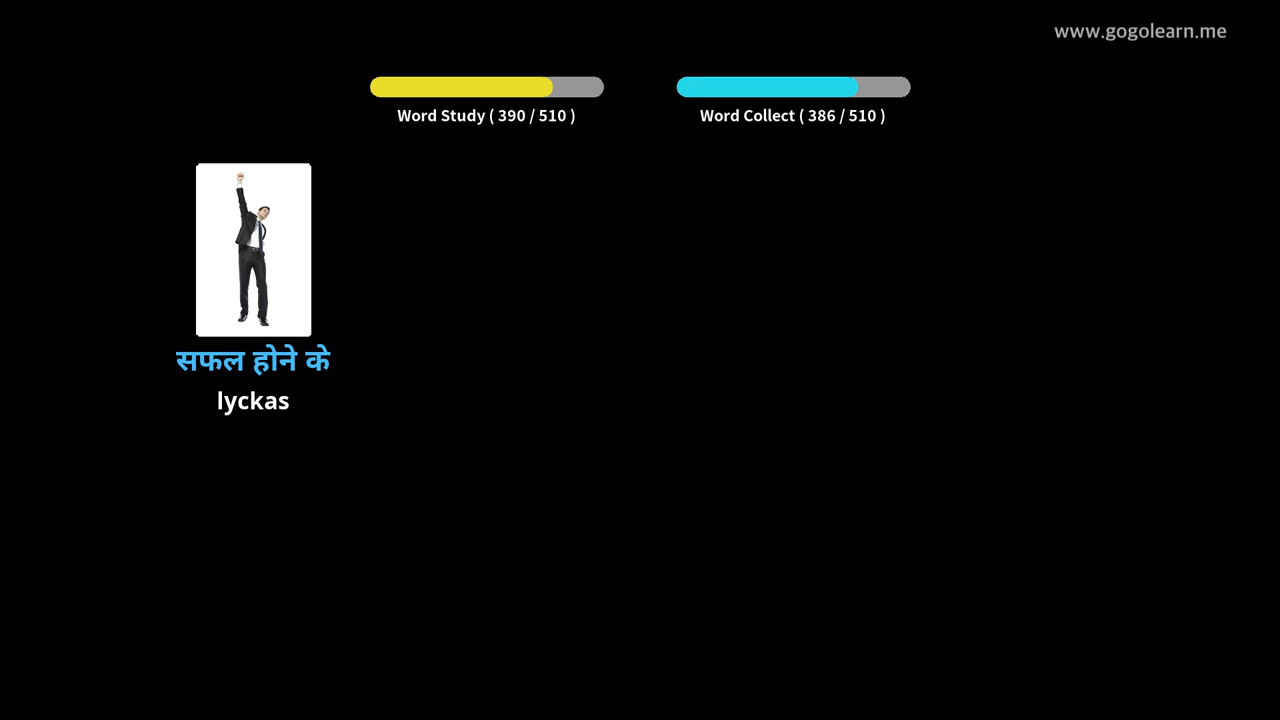 www.gogolearn.me
Word Study ( 390 / 510 )
Word Collect ( 386 / 510 )
सफल होने के
lyckas